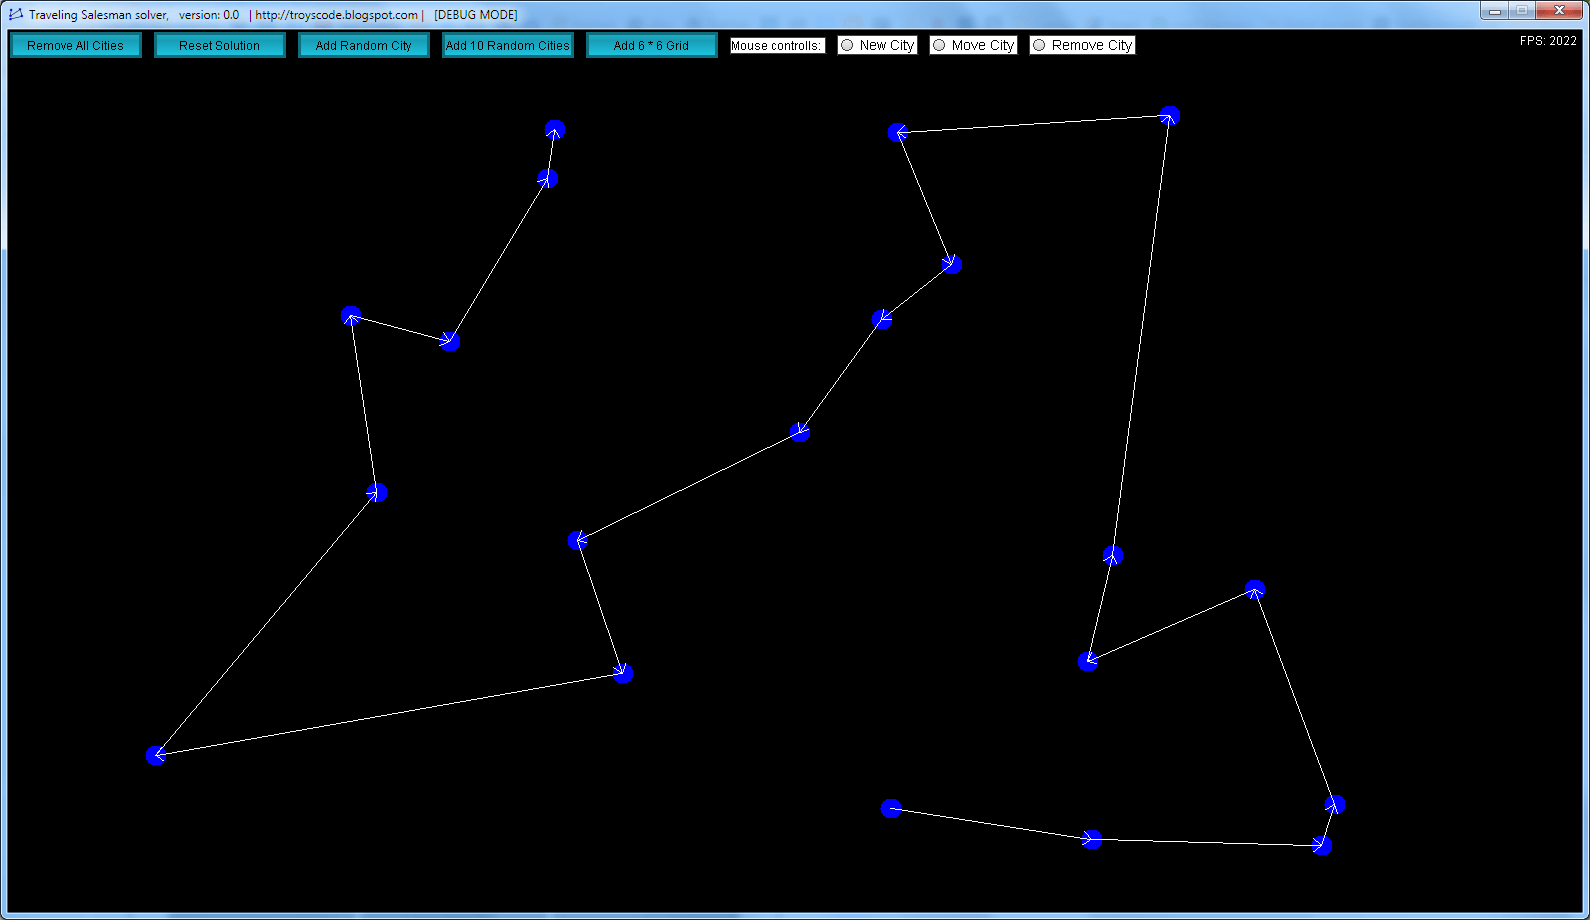 Traveling Salesman solver,   version: 0.0   | http://troyscode.blogspot.com |   [DEBUG MODE]
Remove All Cities
Reset Solution
Add Random City
Add 10 Random Cities
Add 6 * 6 Grid
Mouse controlls:
New City
Move City
Remove City
FPS: 2022